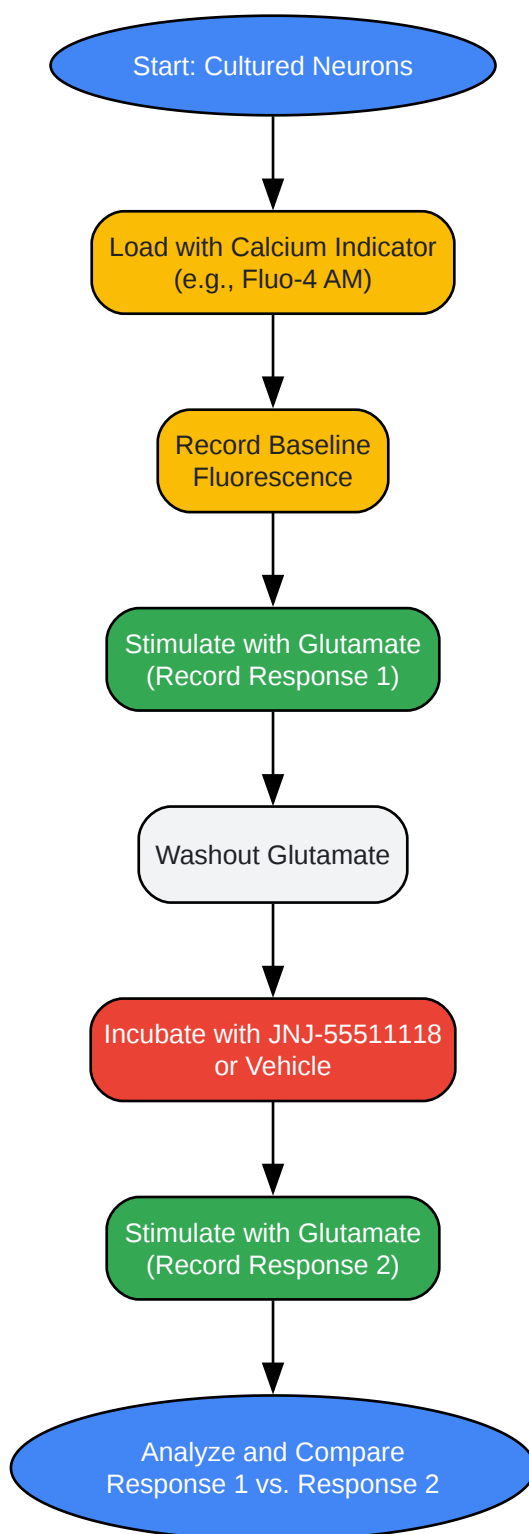 Start: Cultured Neurons
Load with Calcium Indicator
(e.g., Fluo-4 AM)
Record Baseline
Fluorescence
Stimulate with Glutamate
(Record Response 1)
Washout Glutamate
Incubate with JNJ-55511118
or Vehicle
Stimulate with Glutamate
(Record Response 2)
Analyze and Compare
Response 1 vs. Response 2